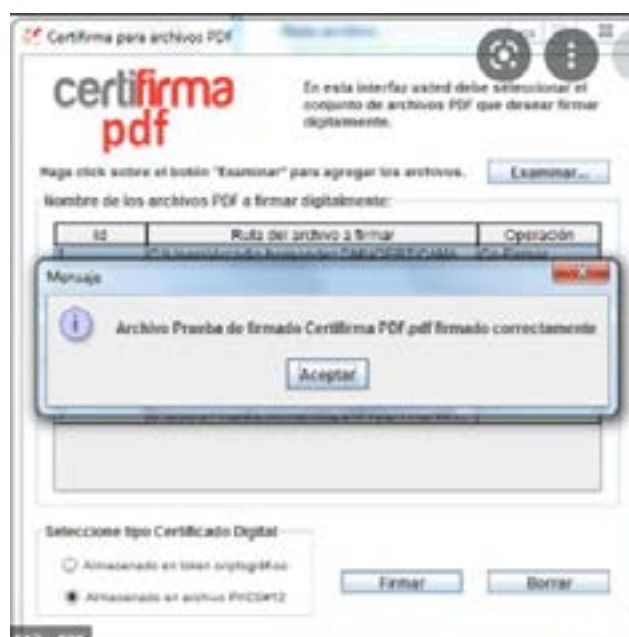 Certifirma para archivos PDF
certifirma
pdf
En esta interfaz usted debe seleccionar el
conjunto de archivos PDF que desear firmar
digitalmente.
Haga click sobre el botón "Examinar" para agregar los archivos.
Examinar...
Nombre de los archivos PDF a firmar digitalmente:
Id
Ruta del archivo a firmar
Operación
Mensaje
Archivo Prueba de firmado Certifirma PDF.pdf firmado correctamente
Aceptar
Seleccione tipo Certificado Digital
Almacenado en token criptográfico
Almacenado en archivo PKCS#12
Firmar
Borrar